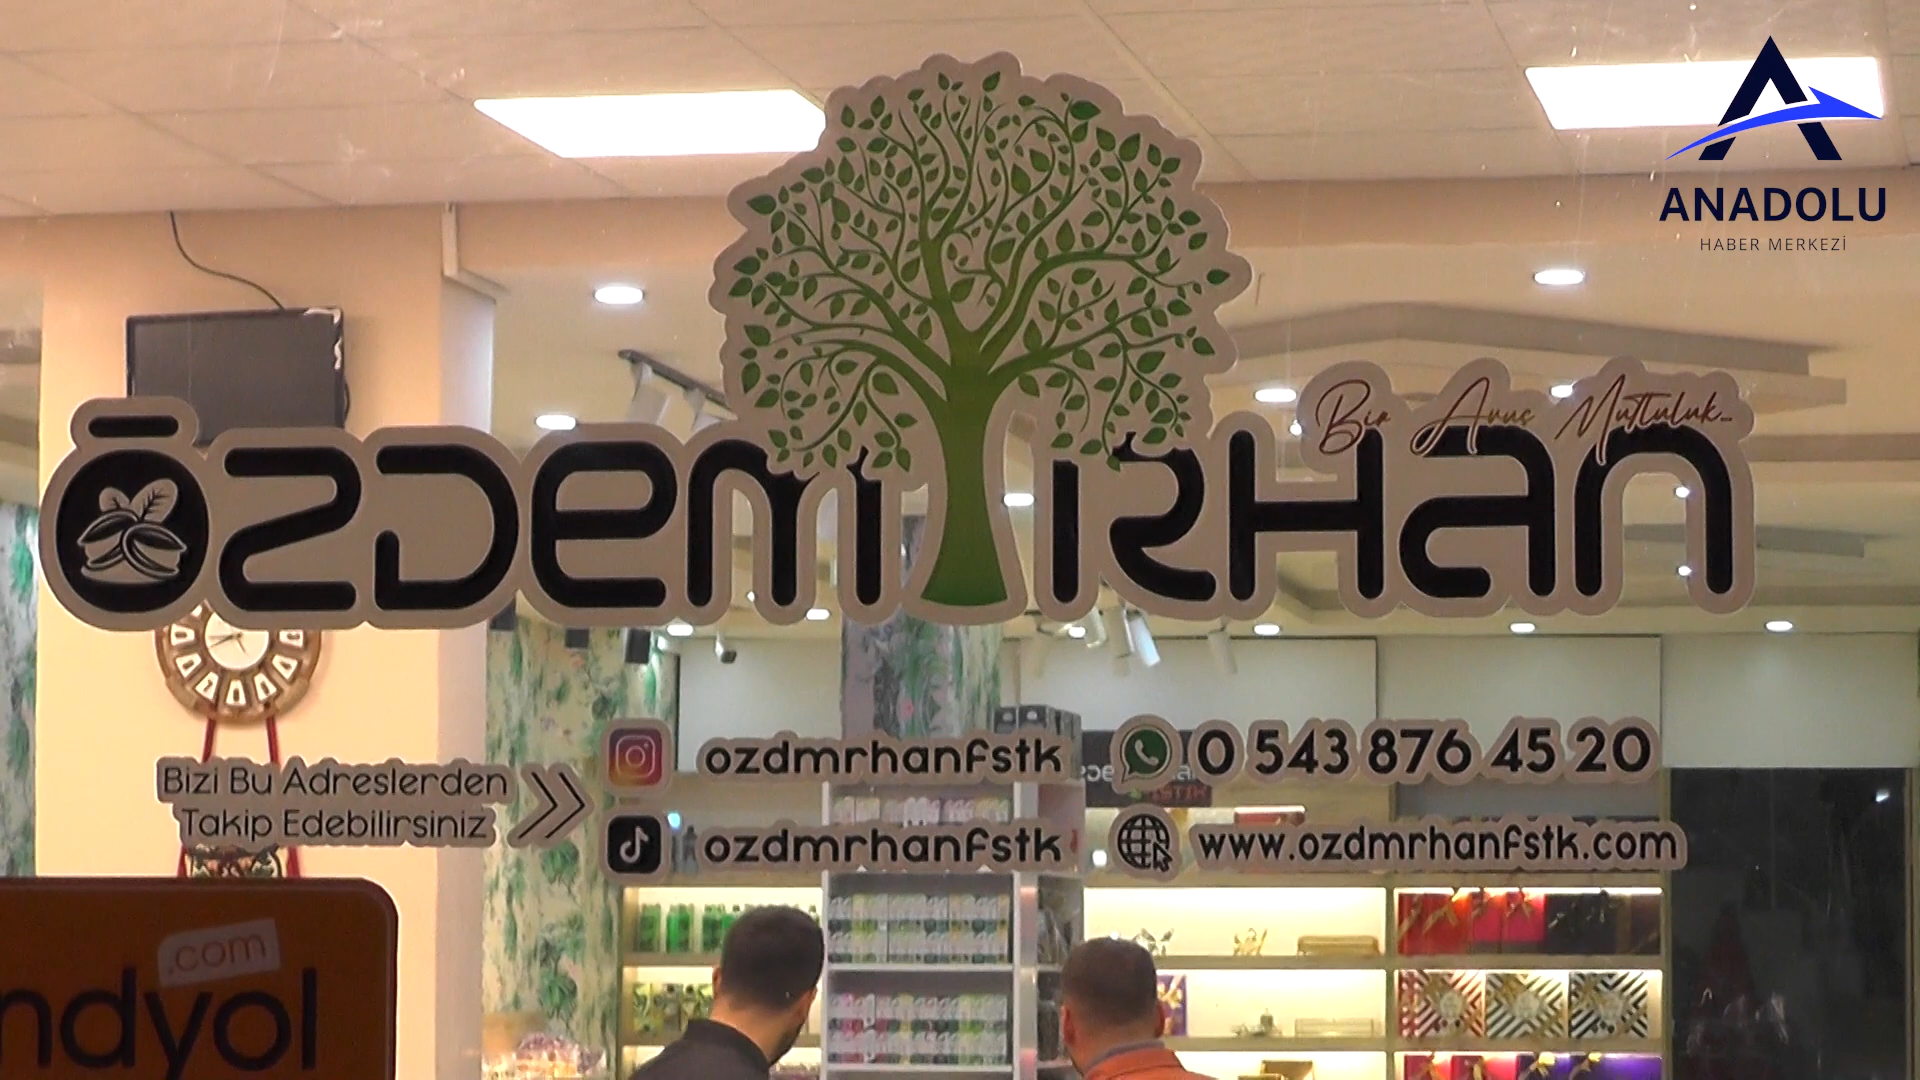 ANADOLU
HABER MERKEZİ
Bir Avuç Mutluluk...
ÖZDEMİRHAN
Bizi Bu Adreslerden
Takip Edebilirsiniz
ozdmrhanfstk
0 543 876 45 20
ozdmrhanfstk
www.ozdmrhanfstk.com
.com
ndyol